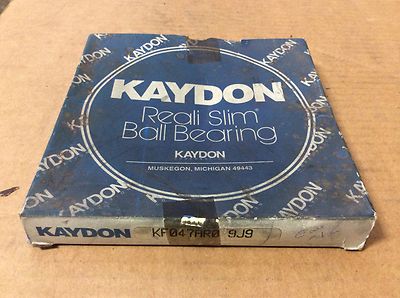 KAYDON
Reali Slim
Ball Bearing
KAYDON
MUSKEGON, MICHIGAN 49443
KAYDON
KF047AR0 9J9